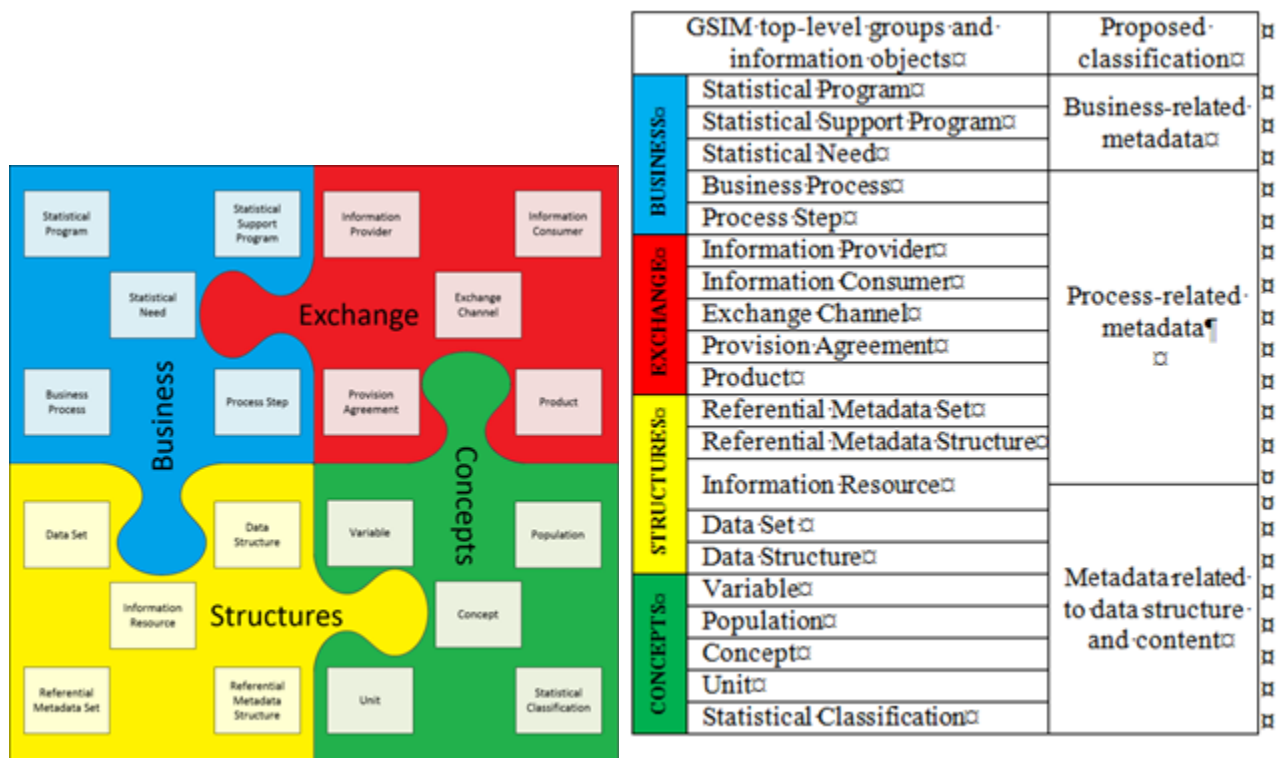 Statistical
Program
Statistical
Support
Program
Information
Provider
Information
Consumer
Statistical
Need
Exchange
Exchange
Channel
Business
Process
Business
Process Step
Provision
Agreement
Product
Concepts
Data Set
Data
Structure
Variable
Population
Information
Resource
Structures
Concept
Referential
Metadata Set
Referential
Metadata
Structure
Unit
Statistical
Classification
GSIM·top-level·groups·and·
information·objects¤
Proposed·
classification¤
¤
BUSINESS¤
Statistical·Program¤
Business-related·
metadata¤
¤
Statistical·Support·Program¤
¤
Statistical·Need¤
¤
Business·Process¤
Process-related·
metadata¶
¤
¤
Process·Step¤
¤
EXCHANGE¤
Information·Provider¤
¤
Information·Consumer¤
¤
Exchange·Channel¤
¤
Provision·Agreement¤
¤
Product¤
¤
STRUCTURES¤
Referential·Metadata·Set¤
¤
Referential·Metadata·Structure¤
¤
Information·Resource¤
¤
¤
Metadata·related·
to·data·structure·
and·content¤
Data·Set·¤
¤
Data·Structure¤
¤
CONCEPTS¤
Variable¤
¤
Population¤
¤
Concept¤
¤
Unit¤
¤
Statistical·Classification¤
¤